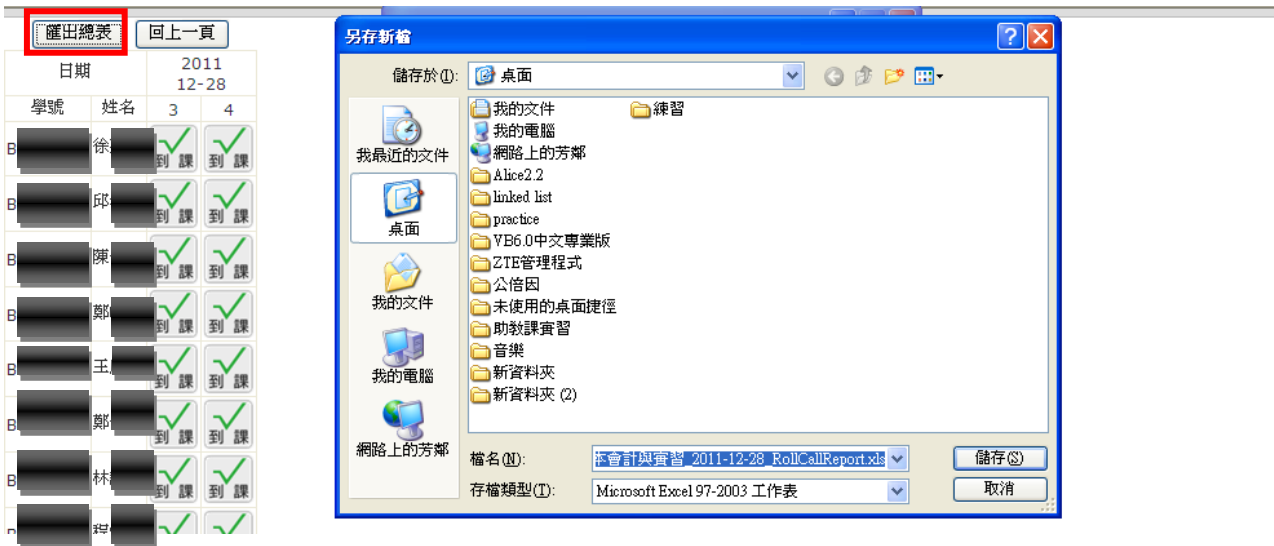 匯出總表 回上一頁
日期 2011
12-28
學號 姓名 3 4
B 徐 到 課 到 課
B 邱 到 課 到 課
B 陳 到 課 到 課
B 鄭 到 課 到 課
B 王 到 課 到 課
B 鄭 到 課 到 課
B 林 到 課 到 課
程
另存新檔
儲存於(I): 桌面
我最近的文件
桌面
我的文件
我的電腦
網路上的芳鄰
我的文件 練習
我的電腦
網路上的芳鄰
Alice2.2
linked list
practice
VB6.0中文專業版
ZTE管理程式
公倍因
未使用的桌面捷徑
助教課實習
音樂
新資料夾
新資料夾 (2)
檔名(N): 本會計與實習_2011-12-28_RollCallReport.xls 儲存(S)
存檔類型(T): Microsoft Excel 97-2003 工作表 取消